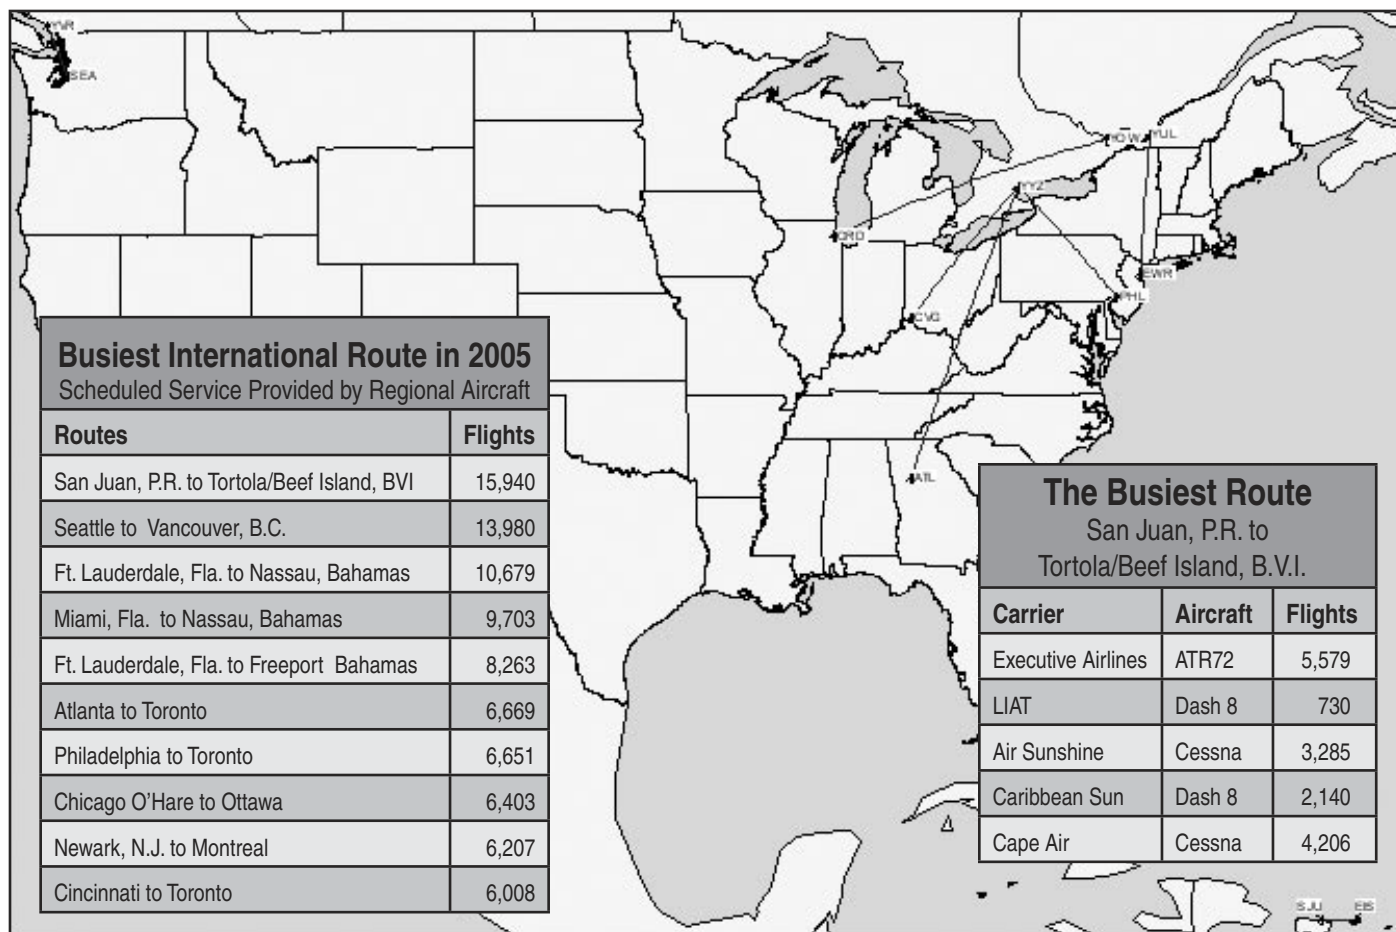 YVR
SEA
YOW YUL
YYZ
ORD
EWR
PHL
CVG
ATL
Busiest International Route in 2005
Scheduled Service Provided by Regional Aircraft
Routes Flights
San Juan, P.R. to Tortola/Beef Island, BVI 15,940
Seattle to Vancouver, B.C. 13,980
Ft. Lauderdale, Fla. to Nassau, Bahamas 10,679
Miami, Fla. to Nassau, Bahamas 9,703
Ft. Lauderdale, Fla. to Freeport Bahamas 8,263
Atlanta to Toronto 6,669
Philadelphia to Toronto 6,651
Chicago O'Hare to Ottawa 6,403
Newark, N.J. to Montreal 6,207
Cincinnati to Toronto 6,008
The Busiest Route
San Juan, P.R. to
Tortola/Beef Island, B.V.I.
Carrier Aircraft Flights
Executive Airlines ATR72 5,579
LIAT Dash 8 730
Air Sunshine Cessna 3,285
Caribbean Sun Dash 8 2,140
Cape Air Cessna 4,206
SJU EIS